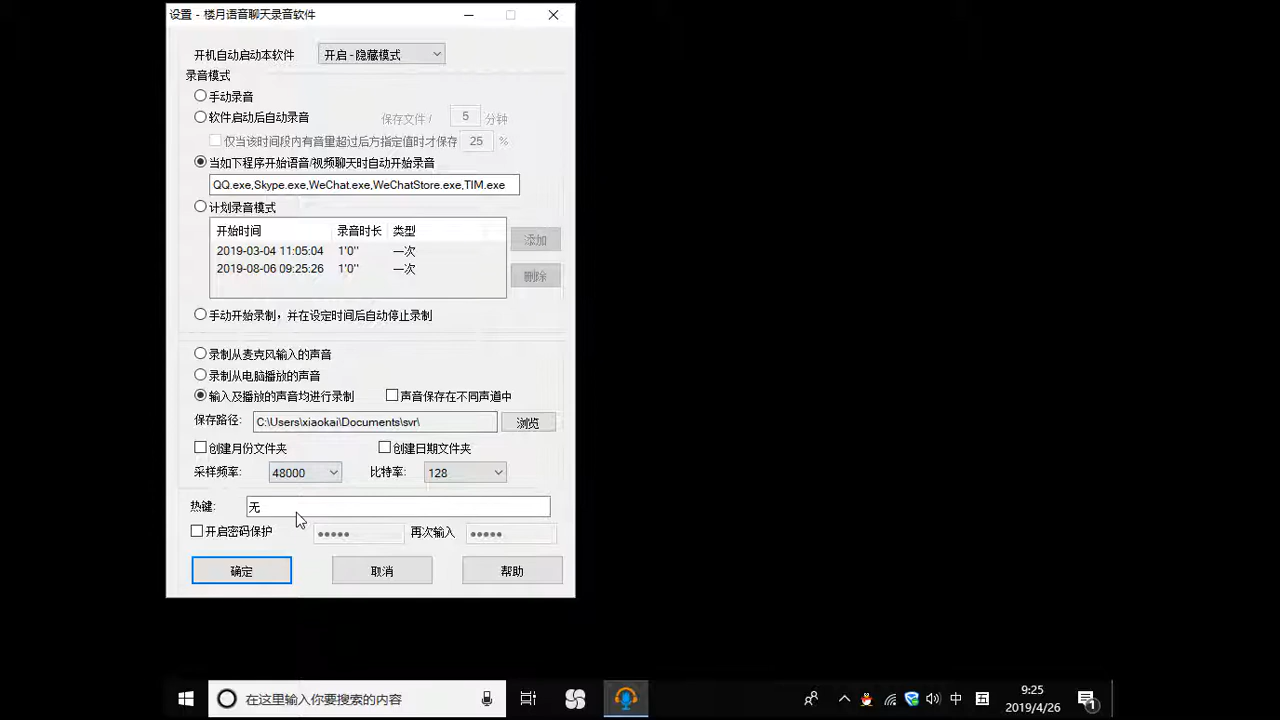 设置 - 楼月语音聊天录音软件
开机自动启动本软件 开启 - 隐藏模式
录音模式
手动录音
软件启动后自动录音 保存文件 / 5 分钟
仅当该时间段内有音量超过后方指定值时才保存 25 %
当如下程序开始语音/视频聊天时自动开始录音
QQ.exe,Skype.exe,WeChat.exe,WeChatStore.exe,TIM.exe
计划录音模式
开始时间 录音时长 类型
添加
2019-03-04 11:05:04 1'0'' 一次
2019-08-06 09:25:26 1'0'' 一次
删除
手动开始录制，并在设定时间后自动停止录制
录制从麦克风输入的声音
录制从电脑播放的声音
输入及播放的声音均进行录制 声音保存在不同声道中
保存路径: C:\Users\xiaokai\Documents\svr\ 浏览
创建月份文件夹 创建日期文件夹
采样频率: 48000 比特率: 128
热键: 无
开启密码保护 ●●●●● 再次输入 ●●●●●
确定 取消 帮助
在这里输入你要搜索的内容 中 五 9:25
2019/4/26 1